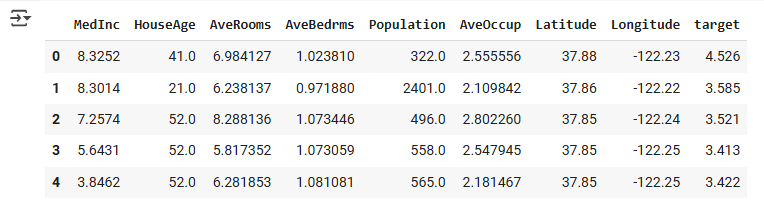 MedInc HouseAge AveRooms AveBedrms Population AveOccup Latitude Longitude target
0 8.3252 41.0 6.984127 1.023810 322.0 2.555556 37.88 -122.23 4.526
1 8.3014 21.0 6.238137 0.971880 2401.0 2.109842 37.86 -122.22 3.585
2 7.2574 52.0 8.288136 1.073446 496.0 2.802260 37.85 -122.24 3.521
3 5.6431 52.0 5.817352 1.073059 558.0 2.547945 37.85 -122.25 3.413
4 3.8462 52.0 6.281853 1.081081 565.0 2.181467 37.85 -122.25 3.422